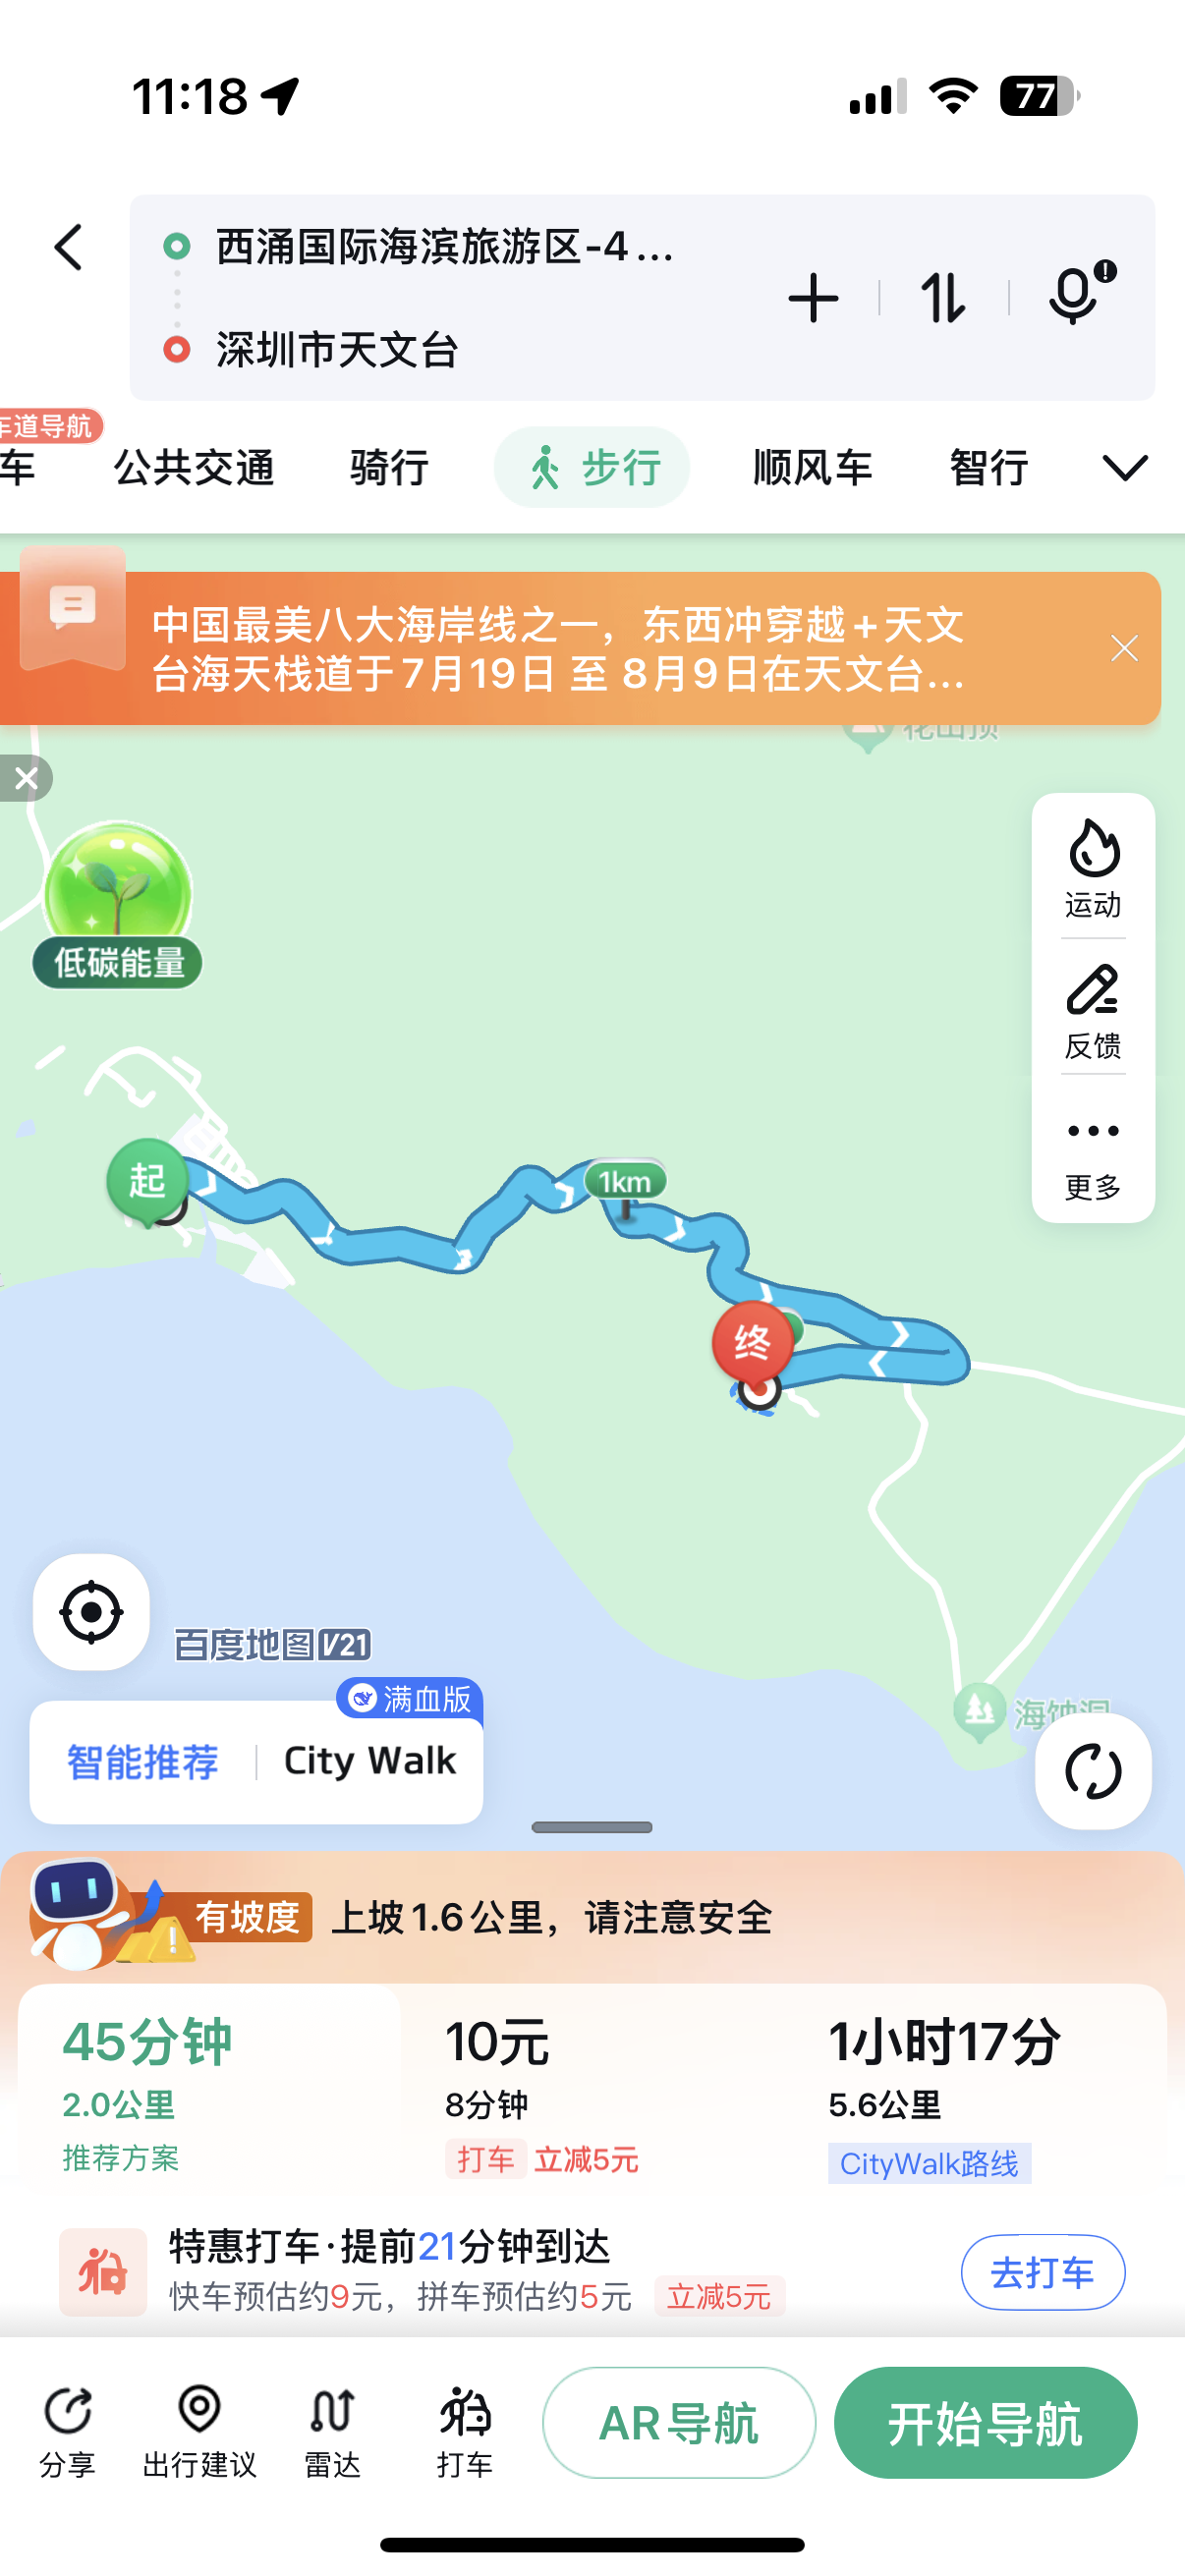 11:18
77
西涌国际海滨旅游区-4...
深圳市天文台
车道导航
车 公共交通 骑行 步行 顺风车 智行
中国最美八大海岸线之一，东西冲穿越+天文
台海天栈道于7月19日 至 8月9日在天文台...
低碳能量
运动
反馈
更多
起
1km
终
百度地图V21
海蚀洞
满血版
智能推荐 City Walk
有坡度 上坡1.6公里，请注意安全
45分钟 10元 1小时17分
2.0公里 8分钟 5.6公里
推荐方案 打车 立减5元 CityWalk路线
特惠打车·提前21分钟到达
快车预估约9元，拼车预估约5元 立减5元
去打车
分享 出行建议 雷达 打车
AR导航 开始导航